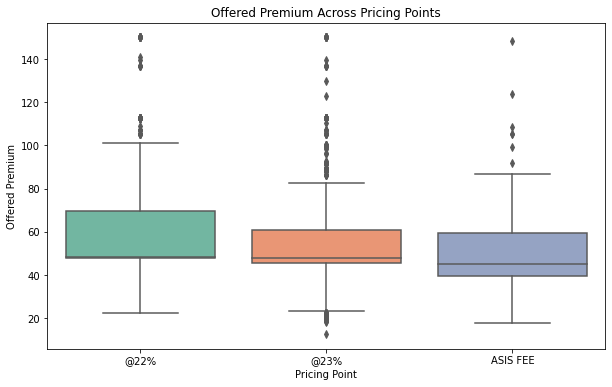 Offered Premium Across Pricing Points
Offered Premium
140
120
100
80
60
40
20
@22%
@23%
ASIS FEE
Pricing Point